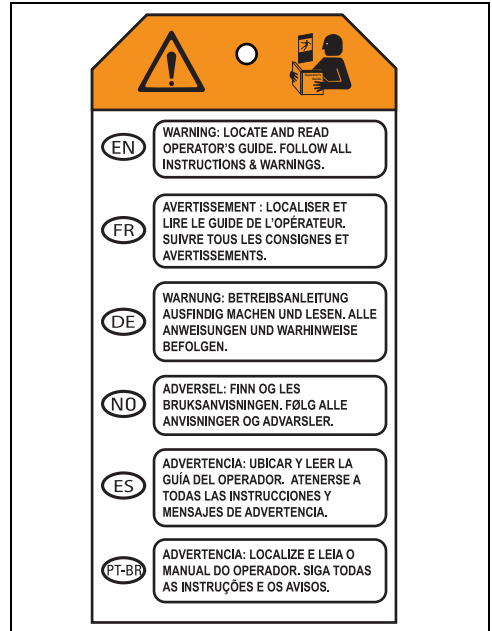 Operator's
Guide
EN
WARNING: LOCATE AND READ
OPERATOR'S GUIDE. FOLLOW ALL
INSTRUCTIONS & WARNINGS.
FR
AVERTISSEMENT : LOCALISER ET
LIRE LE GUIDE DE L'OPÉRATEUR.
SUIVRE TOUS LES CONSIGNES ET
AVERTISSEMENTS.
DE
WARNUNG: BETREIBSANLEITUNG
AUSFINDIG MACHEN UND LESEN. ALLE
ANWEISUNGEN UND WARHINWEISE
BEFOLGEN.
NO
ADVERSEL: FINN OG LES
BRUKSANVISNINGEN. FØLG ALLE
ANVISNINGER OG ADVARSLER.
ES
ADVERTENCIA: UBICAR Y LEER LA
GUÍA DEL OPERADOR. ATENERSE A
TODAS LAS INSTRUCCIONES Y
MENSAJES DE ADVERTENCIA.
PT-BR
ADVERTENCIA: LOCALIZE E LEIA O
MANUAL DO OPERADOR. SIGA TODAS
AS INSTRUÇÕES E OS AVISOS.